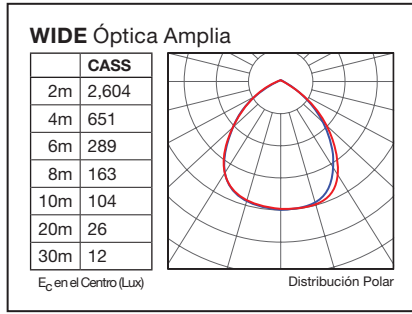 WIDE Óptica Amplia
CASS
2m 2,604
4m 651
6m 289
8m 163
10m 104
20m 26
30m 12
EC en el Centro (Lux)
Distribución Polar